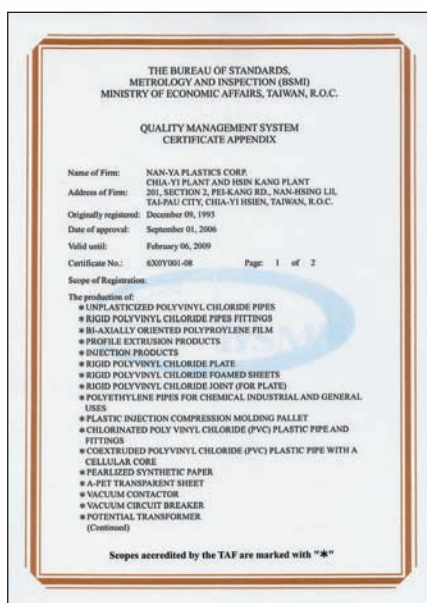 THE BUREAU OF STANDARDS,
METROLOGY AND INSPECTION (BSMI)
MINISTRY OF ECONOMIC AFFAIRS, TAIWAN, R.O.C.
QUALITY MANAGEMENT SYSTEM
CERTIFICATE APPENDIX
Name of Firm: NAN-YA PLASTICS CORP.
CHIA-YI PLANT AND HSIN KANG PLANT
Address of Firm: 201, SECTION 2, PEI-KANG RD., NAN-HSING LII,
TAI-PAU CITY, CHIA-YI HSIEN, TAIWAN, R.O.C.
Originally registered: December 09, 1993
Date of approval: September 01, 2006
Valid until: February 06, 2009
Certificate No.: 6X0Y001-08 Page: 1 of 2
Scope of Registration:
The production of:
* UNPLASTICIZED POLYVINYL CHLORIDE PIPES
* RIGID POLYVINYL CHLORIDE PIPES FITTINGS
* BI-AXIALLY ORIENTED POLYPROYLENE FILM
* PROFILE EXTRUSION PRODUCTS
* INJECTION PRODUCTS
* RIGID POLYVINYL CHLORIDE PLATE
* RIGID POLYVINYL CHLORIDE FOAMED SHEETS
* RIGID POLYVINYL CHLORIDE JOINT (FOR PLATE)
* POLYETHYLENE PIPES FOR CHEMICAL INDUSTRIAL AND GENERAL
USES
* PLASTIC INJECTION COMPRESSION MOLDING PALLET
* CHLORINATED POLY VINYL CHLORIDE (PVC) PLASTIC PIPE AND
FITTINGS
* COEXTRUDED POLYVINYL CHLORIDE (PVC) PLASTIC PIPE WITH A
CELLULAR CORE
* PEARLIZED SYNTHETIC PAPER
* A-PET TRANSPARENT SHEET
* VACUUM CONTACTOR
* VACUUM CIRCUIT BREAKER
* POTENTIAL TRANSFORMER
(Continued)
Scopes accredited by the TAF are marked with "*"
BSMI